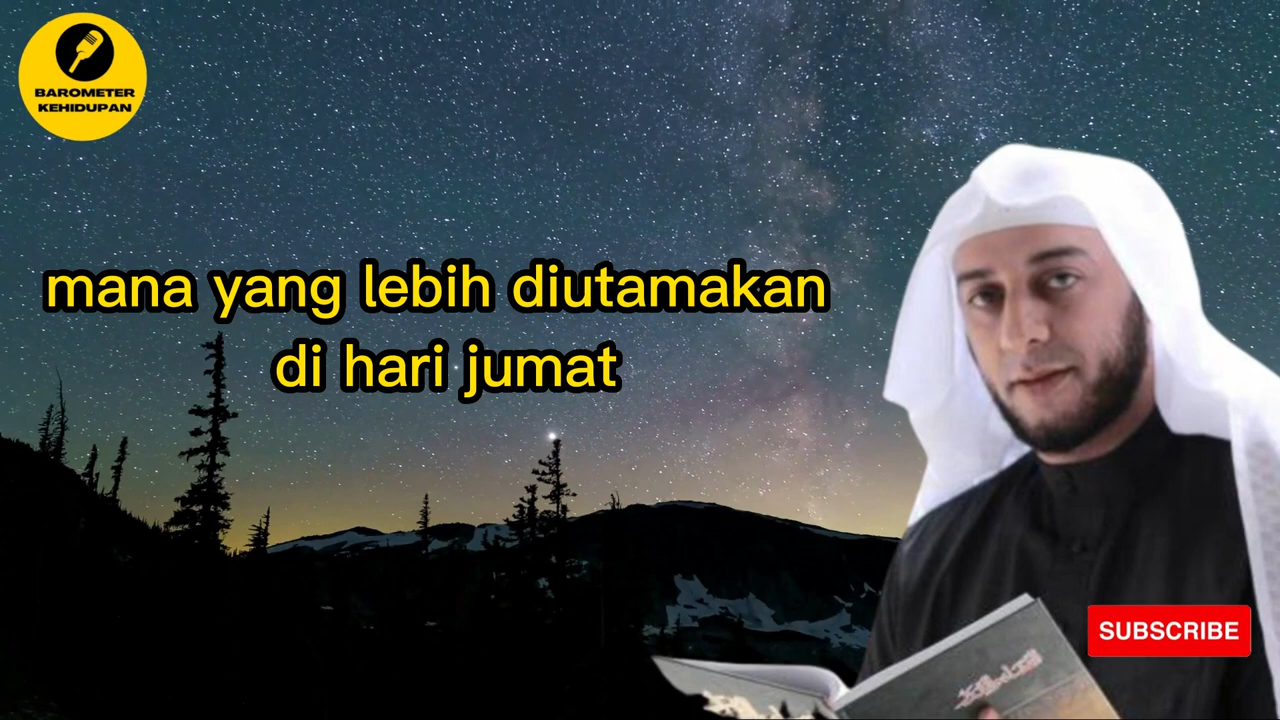 BAROMETER
KEHIDUPAN
mana yang lebih diutamakan
di hari jumat
SUBSCRIBE